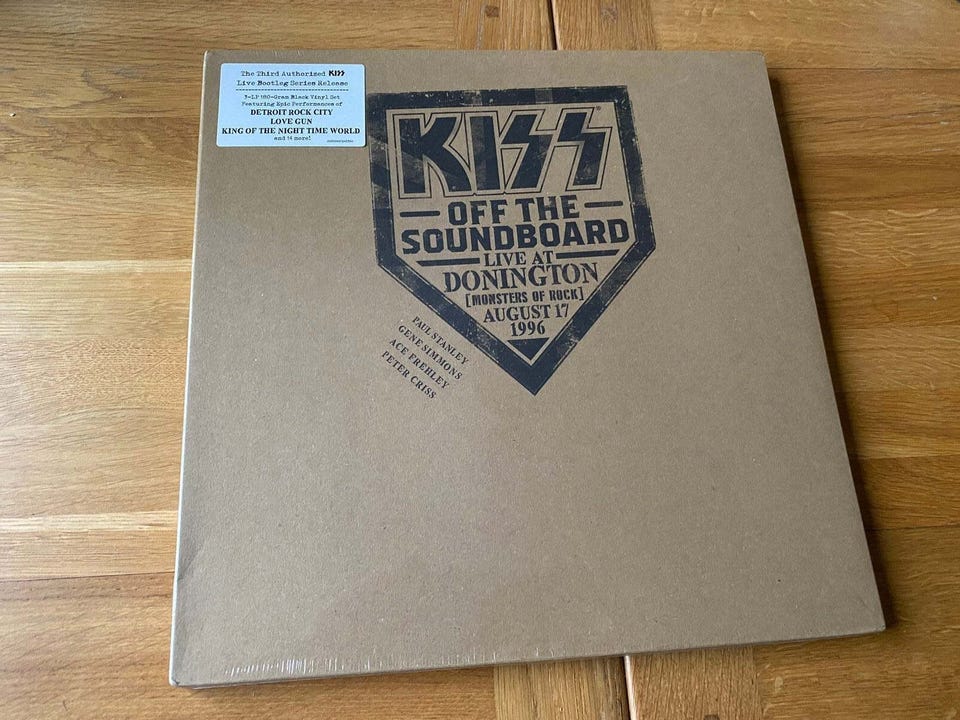 The Third Authorized KISS
Live Bootleg Series Release
3-LP 180-Gram Black Vinyl Set
Featuring Epic Performances of
DETROIT ROCK CITY
LOVE GUN
KING OF THE NIGHT TIME WORLD
and 14 more!
KISS
OFF THE
SOUNDBOARD
LIVE AT
DONINGTON
[MONSTERS OF ROCK]
AUGUST 17
1996
PAUL STANLEY
GENE SIMMONS
ACE FREHLEY
PETER CRISS